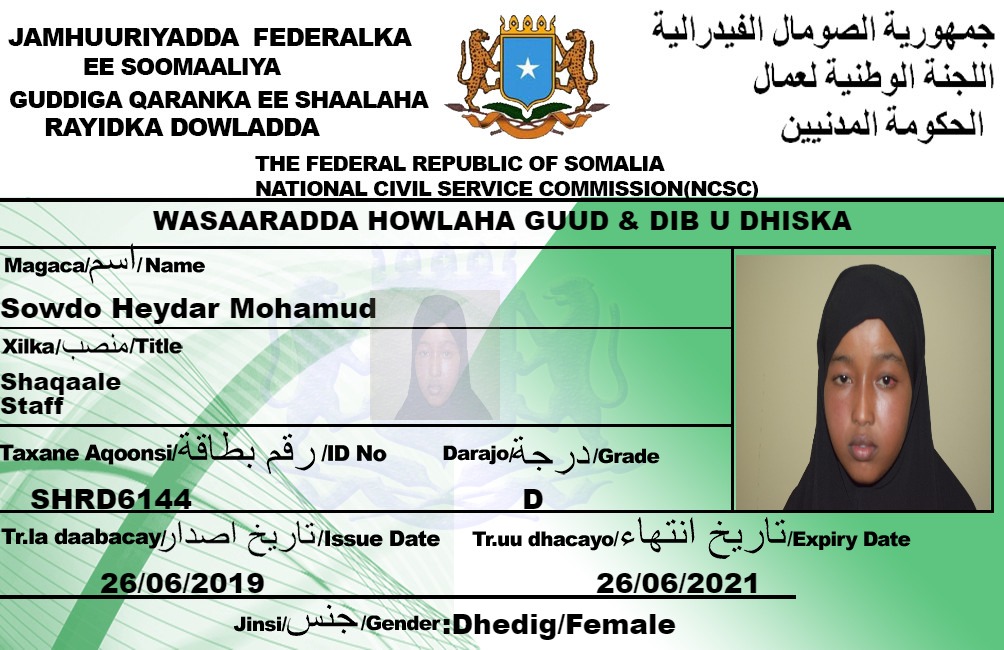 JAMHUURIYADDA FEDERALKA
EE SOOMAALIYA
GUDDIGA QARANKA EE SHAALAHA
RAYIDKA DOWLADDA
جمهورية الصومال الفيدرالية
اللجنة الوطنية لعمال
الحكومة المدنيين
THE FEDERAL REPUBLIC OF SOMALIA
NATIONAL CIVIL SERVICE COMMISSION(NCSC)
WASAARADDA HOWLAHA GUUD & DIB U DHISKA
Magaca/اسم/Name
Sowdo Heydar Mohamud
Xilka/منصب/Title
Shaqaale
Staff
Taxane Aqoonsi/رقم بطاقة/ID No
SHRD6144
Darajo/درجة/Grade
D
Tr.la daabacay/تاريخ اصدار/Issue Date
26/06/2019
Tr.uu dhacayo/تاريخ انتهاء/Expiry Date
26/06/2021
Jinsi/جنس/Gender:Dhedig/Female